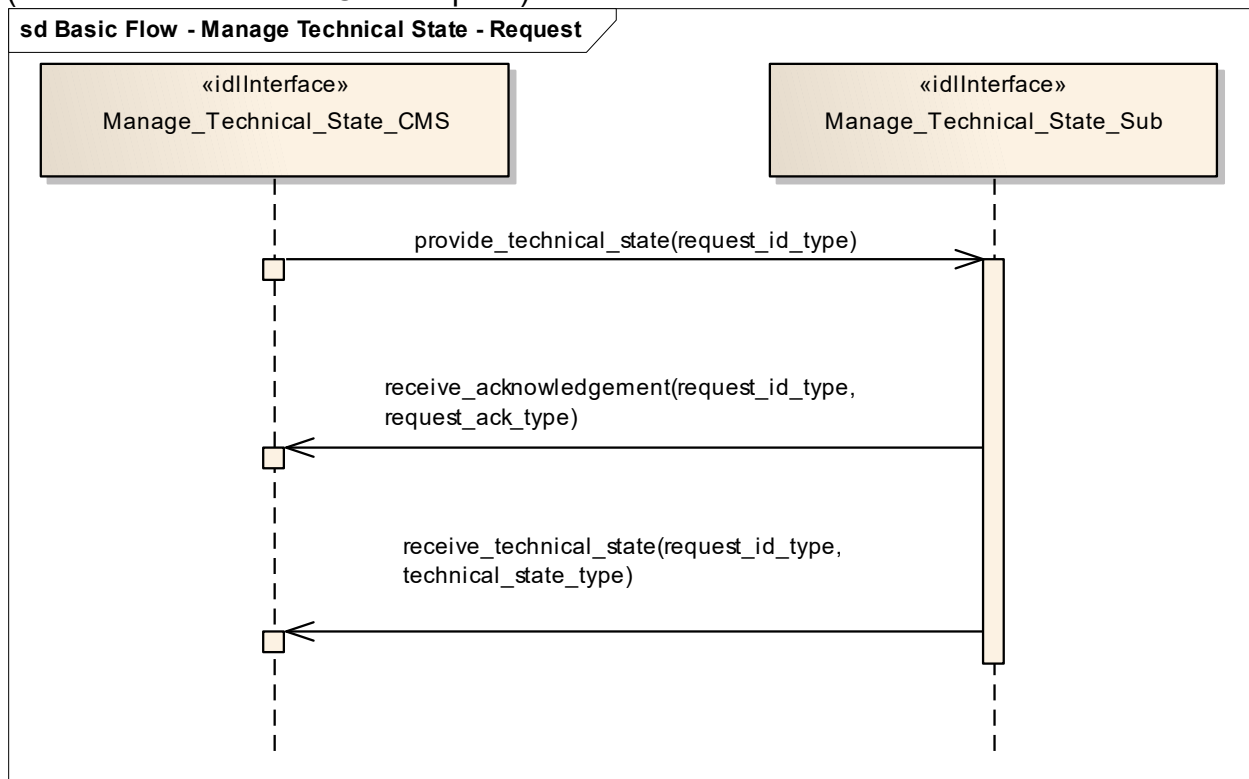 sd Basic Flow - Manage Technical State - Request
«idlInterface»
Manage_Technical_State_CMS
«idlInterface»
Manage_Technical_State_Sub
provide_technical_state(request_id_type)
receive_acknowledgement(request_id_type,
request_ack_type)
receive_technical_state(request_id_type,
technical_state_type)